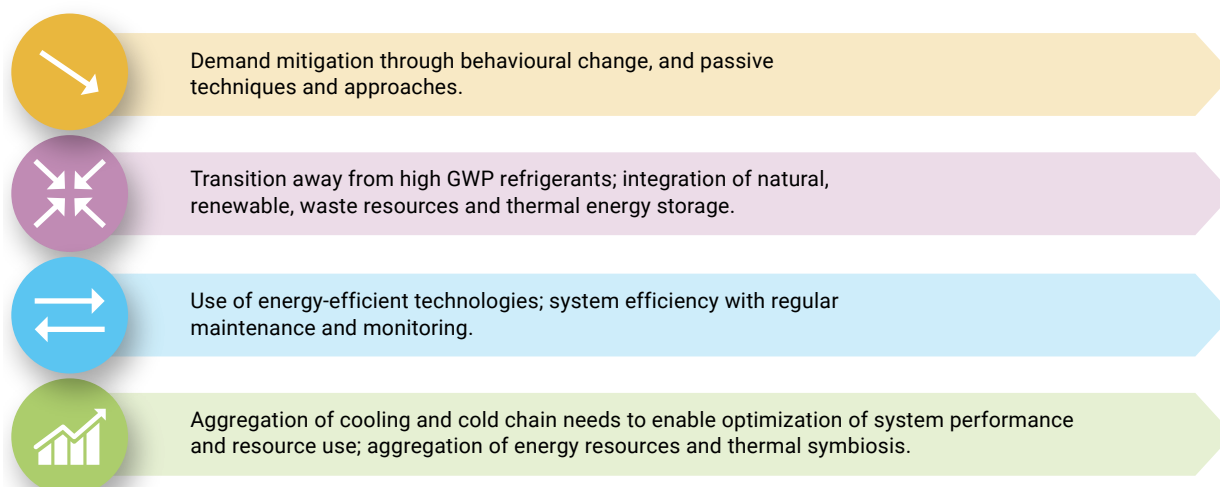 Demand mitigation through behavioural change, and passive
techniques and approaches.
Transition away from high GWP refrigerants; integration of natural,
renewable, waste resources and thermal energy storage.
Use of energy-efficient technologies; system efficiency with regular
maintenance and monitoring.
Aggregation of cooling and cold chain needs to enable optimization of system performance
and resource use; aggregation of energy resources and thermal symbiosis.